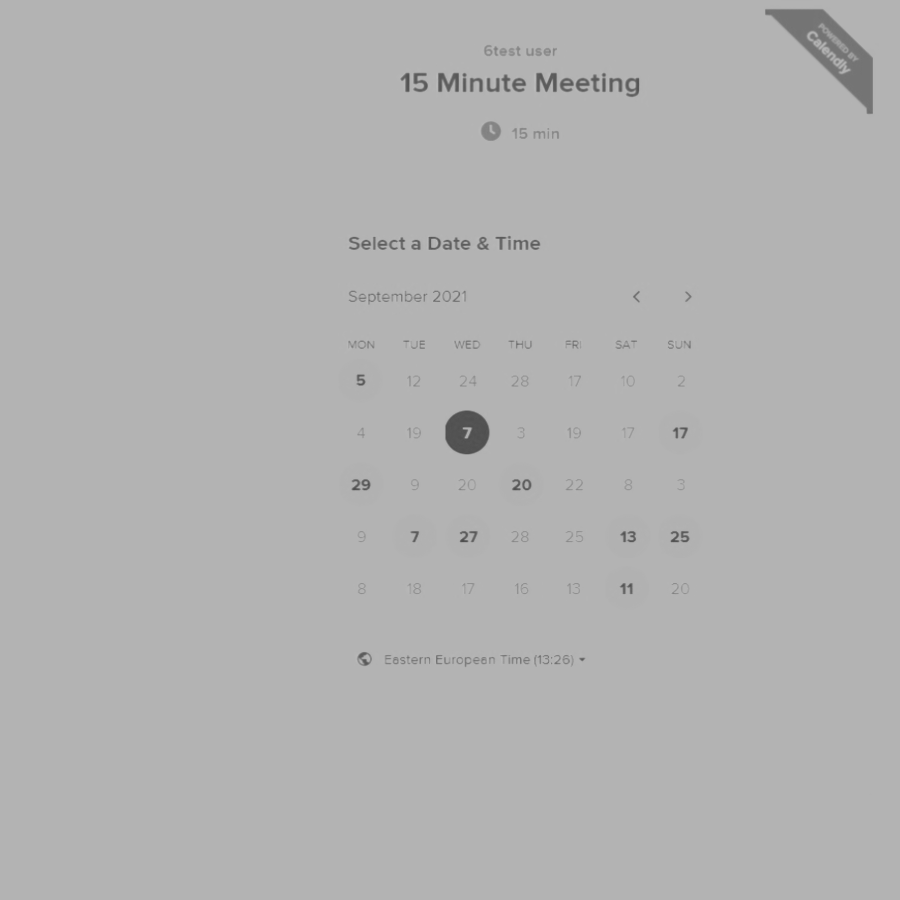 POWERED BY
Calendly
6test user
15 Minute Meeting
15 min
Select a Date & Time
September 2021
MON TUE WED THU FRI SAT SUN
5 12 24 28 17 10 2
4 19 7 3 19 17 17
29 9 20 20 22 8 3
9 7 27 28 25 13 25
8 18 17 16 13 11 20
Eastern European Time (13:26)